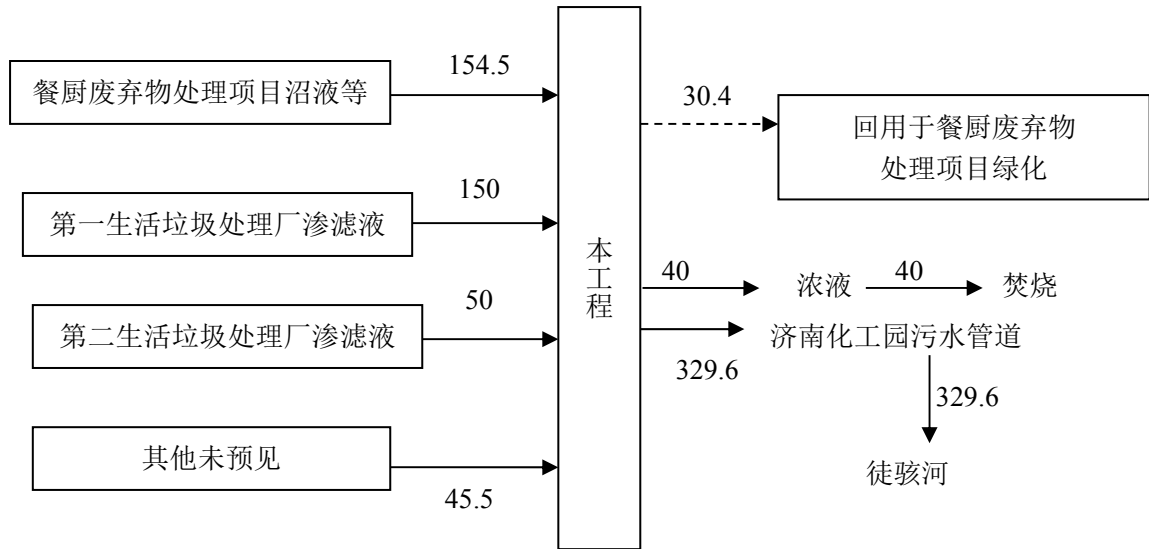 154.5
餐厨废弃物处理项目沼液等
30.4
回用于餐厨废弃物
处理项目绿化
150
第一生活垃圾处理厂渗滤液
本工程
40
浓液
40
焚烧
50
第二生活垃圾处理厂渗滤液
济南化工园污水管道
329.6
329.6
其他未预见
45.5
徒骇河